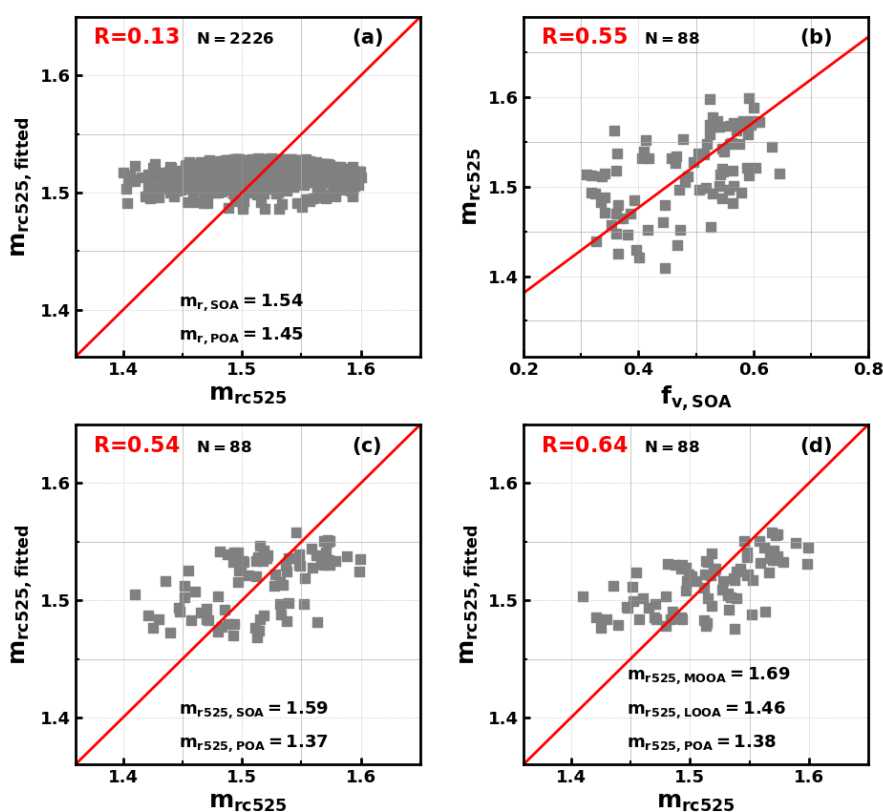 R=0.13 N = 2226 (a)
1.6
1.5
1.4
m_r,SOA = 1.54
m_r,POA = 1.45
1.4 1.5 1.6
m_rc525
m_rc525, fitted
R=0.55 N = 88 (b)
1.6
1.5
1.4
0.2 0.4 0.6 0.8
f_v,SOA
m_rc525
R=0.54 N = 88 (c)
1.6
1.5
1.4
m_r525,SOA = 1.59
m_r525,POA = 1.37
1.4 1.5 1.6
m_rc525
m_rc525, fitted
R=0.64 N = 88 (d)
1.6
1.5
1.4
m_r525,MOOA = 1.69
m_r525,LOOA = 1.46
m_r525,POA = 1.38
1.4 1.5 1.6
m_rc525
m_rc525, fitted